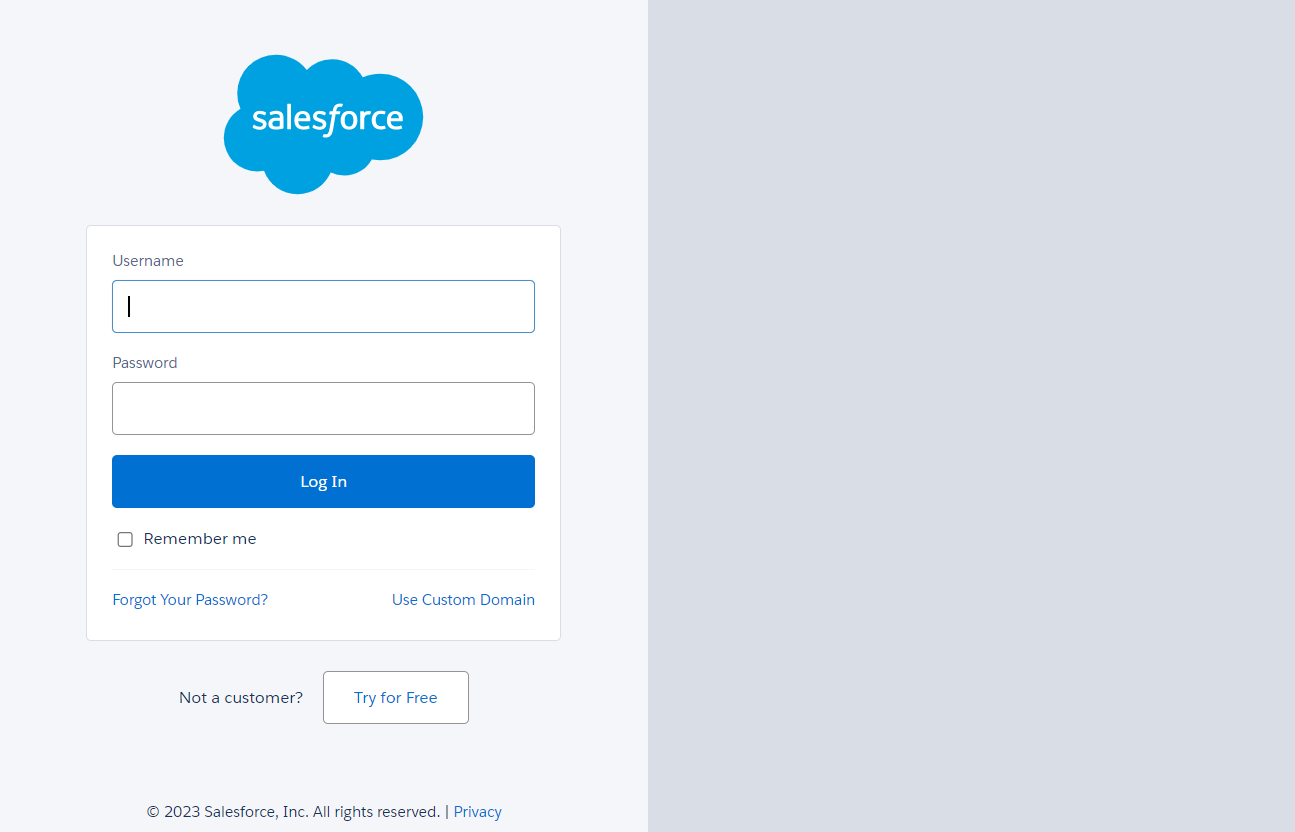 salesforce
Username
Password
Log In
Remember me
Forgot Your Password? Use Custom Domain
Not a customer? Try for Free
© 2023 Salesforce, Inc. All rights reserved. | Privacy